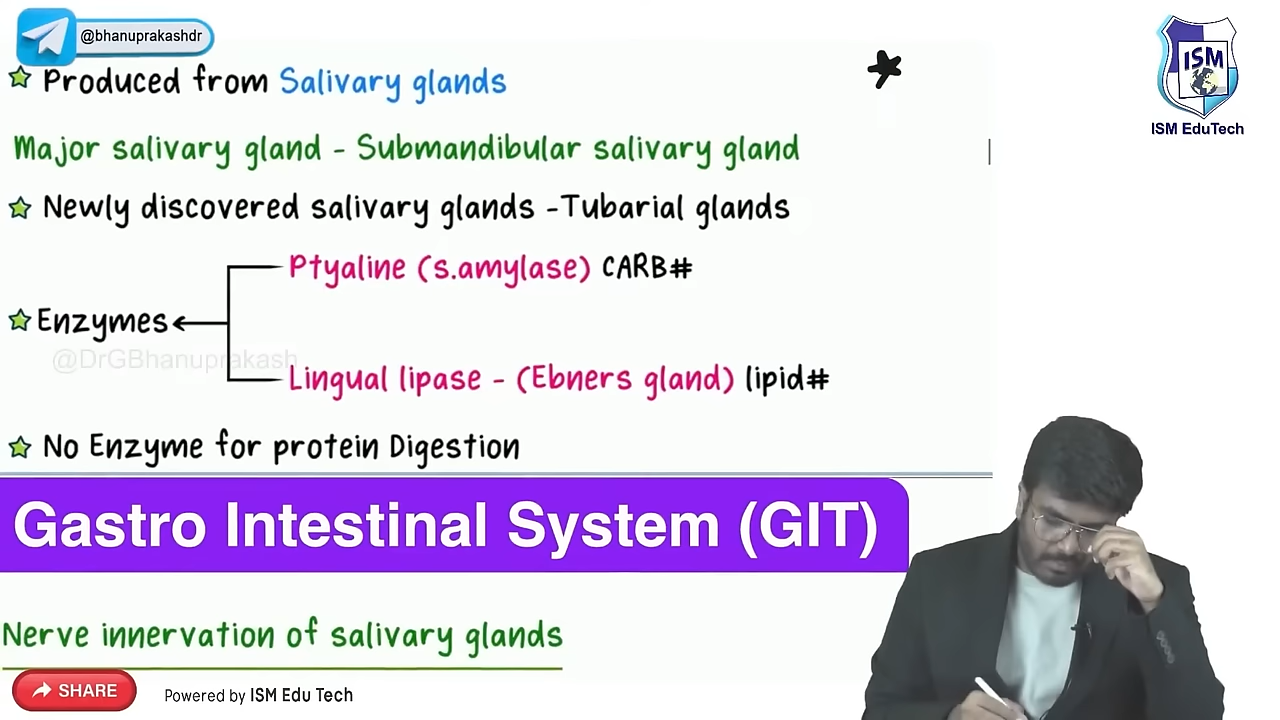 @bhanuprakashdr
ISM
ISM EduTech
Produced from Salivary glands
Major salivary gland - Submandibular salivary gland
Newly discovered salivary glands -Tubarial glands
Ptyaline (s.amylase) CARB#
Enzymes
@DrGBhanuprakash
Lingual lipase - (Ebners gland) lipid#
No Enzyme for protein Digestion
Gastro Intestinal System (GIT)
Nerve innervation of salivary glands
SHARE
Powered by ISM Edu Tech